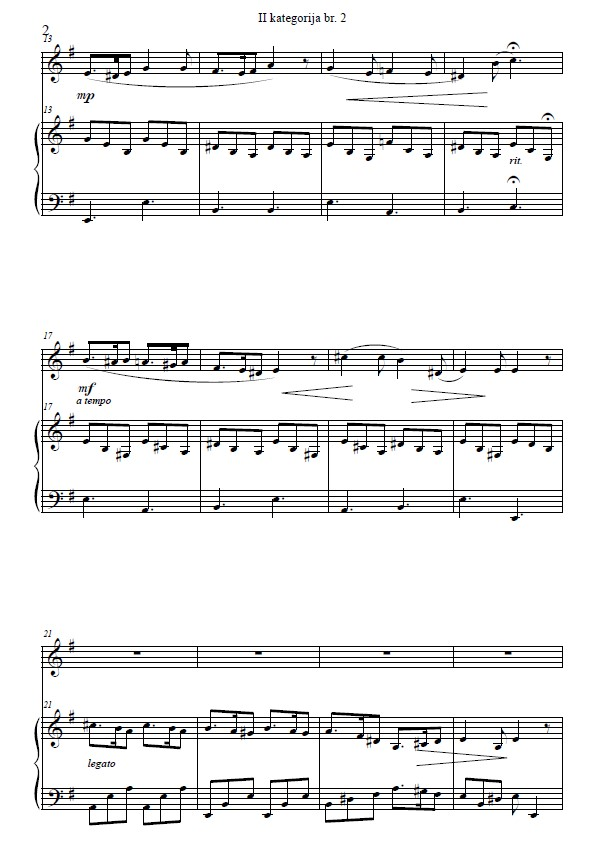 II kategorija br. 2
2
13
mp
13
rit.
17
mf
a tempo
17
21
21
legato